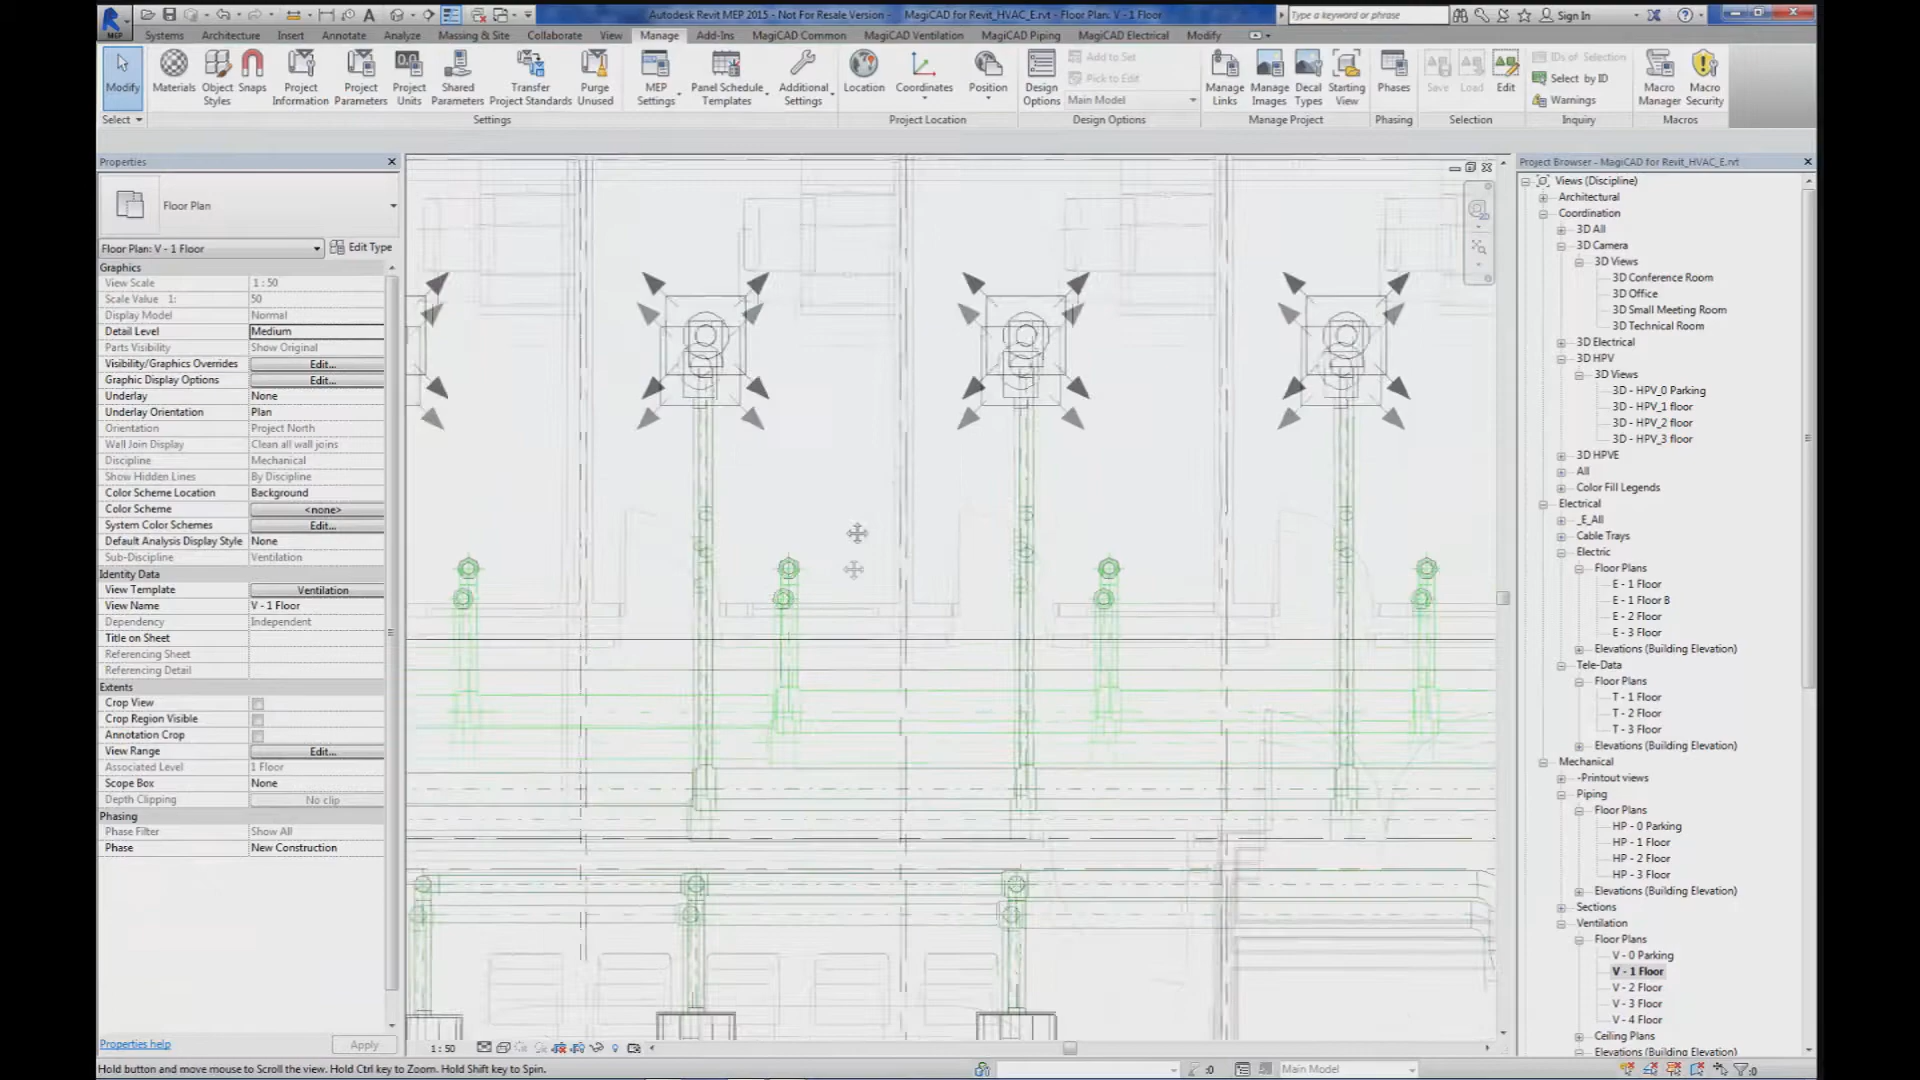 Autodesk Revit MEP 2015 - Not For Resale Version - MagiCAD for Revit_HVAC_E.rvt - Floor Plan: V - 1 Floor
Type a keyword or phrase
Sign In
MEP
Systems Architecture Insert Annotate Analyze Massing & Site Collaborate View Manage Add-Ins MagiCAD Common MagiCAD Ventilation MagiCAD Piping MagiCAD Electrical Modify
Modify
Materials
Object Styles
Snaps
Project Information
Project Parameters
Project Units
Shared Parameters
Transfer Project Standards
Purge Unused
MEP Settings
Panel Schedule Templates
Additional Settings
Location
Coordinates
Position
Design Options
Add to Set
Pick to Edit
Main Model
Manage Links
Manage Images
Decal Types
Starting View
Phases
Save
Load
Edit
IDs of Selection
Select by ID
Warnings
Macro Manager
Macro Security
Select
Settings
Project Location
Design Options
Manage Project
Phasing
Selection
Inquiry
Macros
Properties
Floor Plan
Floor Plan: V - 1 Floor
Edit Type
Graphics
View Scale 1 : 50
Scale Value 1: 50
Display Model Normal
Detail Level Medium
Parts Visibility Show Original
Visibility/Graphics Overrides Edit...
Graphic Display Options Edit...
Underlay None
Underlay Orientation Plan
Orientation Project North
Wall Join Display Clean all wall joins
Discipline Mechanical
Show Hidden Lines By Discipline
Color Scheme Location Background
Color Scheme <none>
System Color Schemes Edit...
Default Analysis Display Style None
Sub-Discipline Ventilation
Identity Data
View Template Ventilation
View Name V - 1 Floor
Dependency Independent
Title on Sheet
Referencing Sheet
Referencing Detail
Extents
Crop View
Crop Region Visible
Annotation Crop
View Range Edit...
Associated Level 1 Floor
Scope Box None
Depth Clipping No clip
Phasing
Phase Filter Show All
Phase New Construction
Properties help
Apply
1 : 50
Project Browser - MagiCAD for Revit_HVAC_E.rvt
Views (Discipline)
Architectural
Coordination
3D All
3D Camera
3D Views
3D Conference Room
3D Office
3D Small Meeting Room
3D Technical Room
3D Electrical
3D HPV
3D Views
3D - HPV_0 Parking
3D - HPV_1 floor
3D - HPV_2 floor
3D - HPV_3 floor
3D HPVE
All
Color Fill Legends
Electrical
_E_All
Cable Trays
Electric
Floor Plans
E - 1 Floor
E - 1 Floor B
E - 2 Floor
E - 3 Floor
Elevations (Building Elevation)
Tele-Data
Floor Plans
T - 1 Floor
T - 2 Floor
T - 3 Floor
Elevations (Building Elevation)
Mechanical
-Printout views
Piping
Floor Plans
HP - 0 Parking
HP - 1 Floor
HP - 2 Floor
HP - 3 Floor
Elevations (Building Elevation)
Sections
Ventilation
Floor Plans
V - 0 Parking
V - 1 Floor
V - 2 Floor
V - 3 Floor
V - 4 Floor
Ceiling Plans
Elevations (Building Elevation)
Hold button and move mouse to Scroll the view. Hold Ctrl key to Zoom. Hold Shift key to Spin.
:0
Main Model
:0